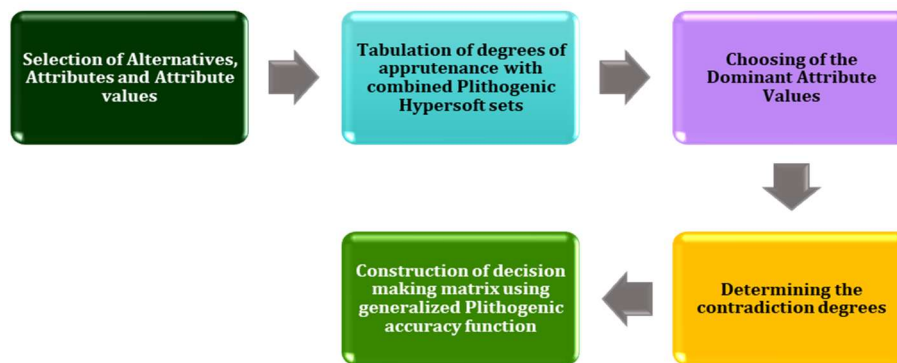 Selection of Alternatives,
Attributes and Attribute
values
Tabulation of degrees of
apprutenance with
combined Plithogenic
Hypersoft sets
Choosing of the
Dominant Attribute
Values
Determining the
contradiction degrees
Construction of decision
making matrix using
generalized Plithogenic
accuracy function